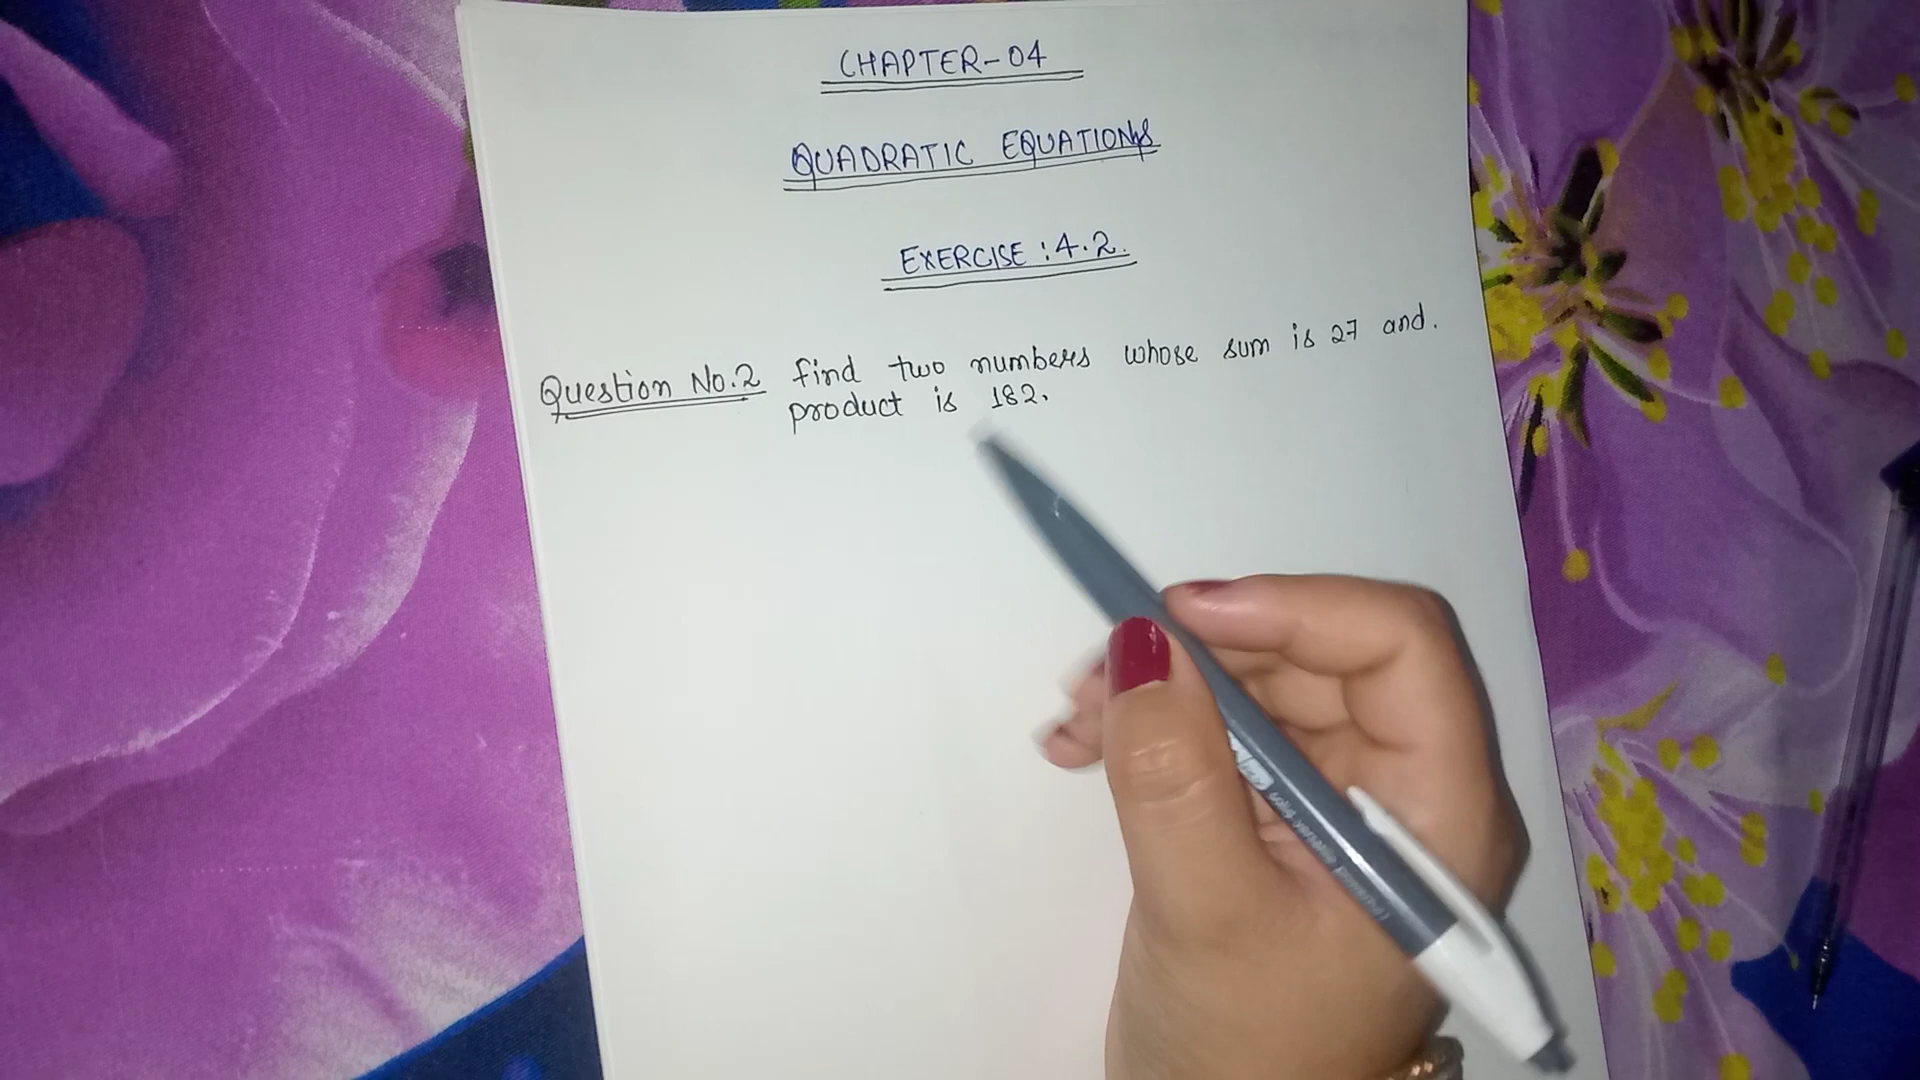 CHAPTER-04
QUADRATIC EQUATIONS
EXERCISE : 4.2.
Question No.2 find two numbers whose sum is 27 and.
product is 182.